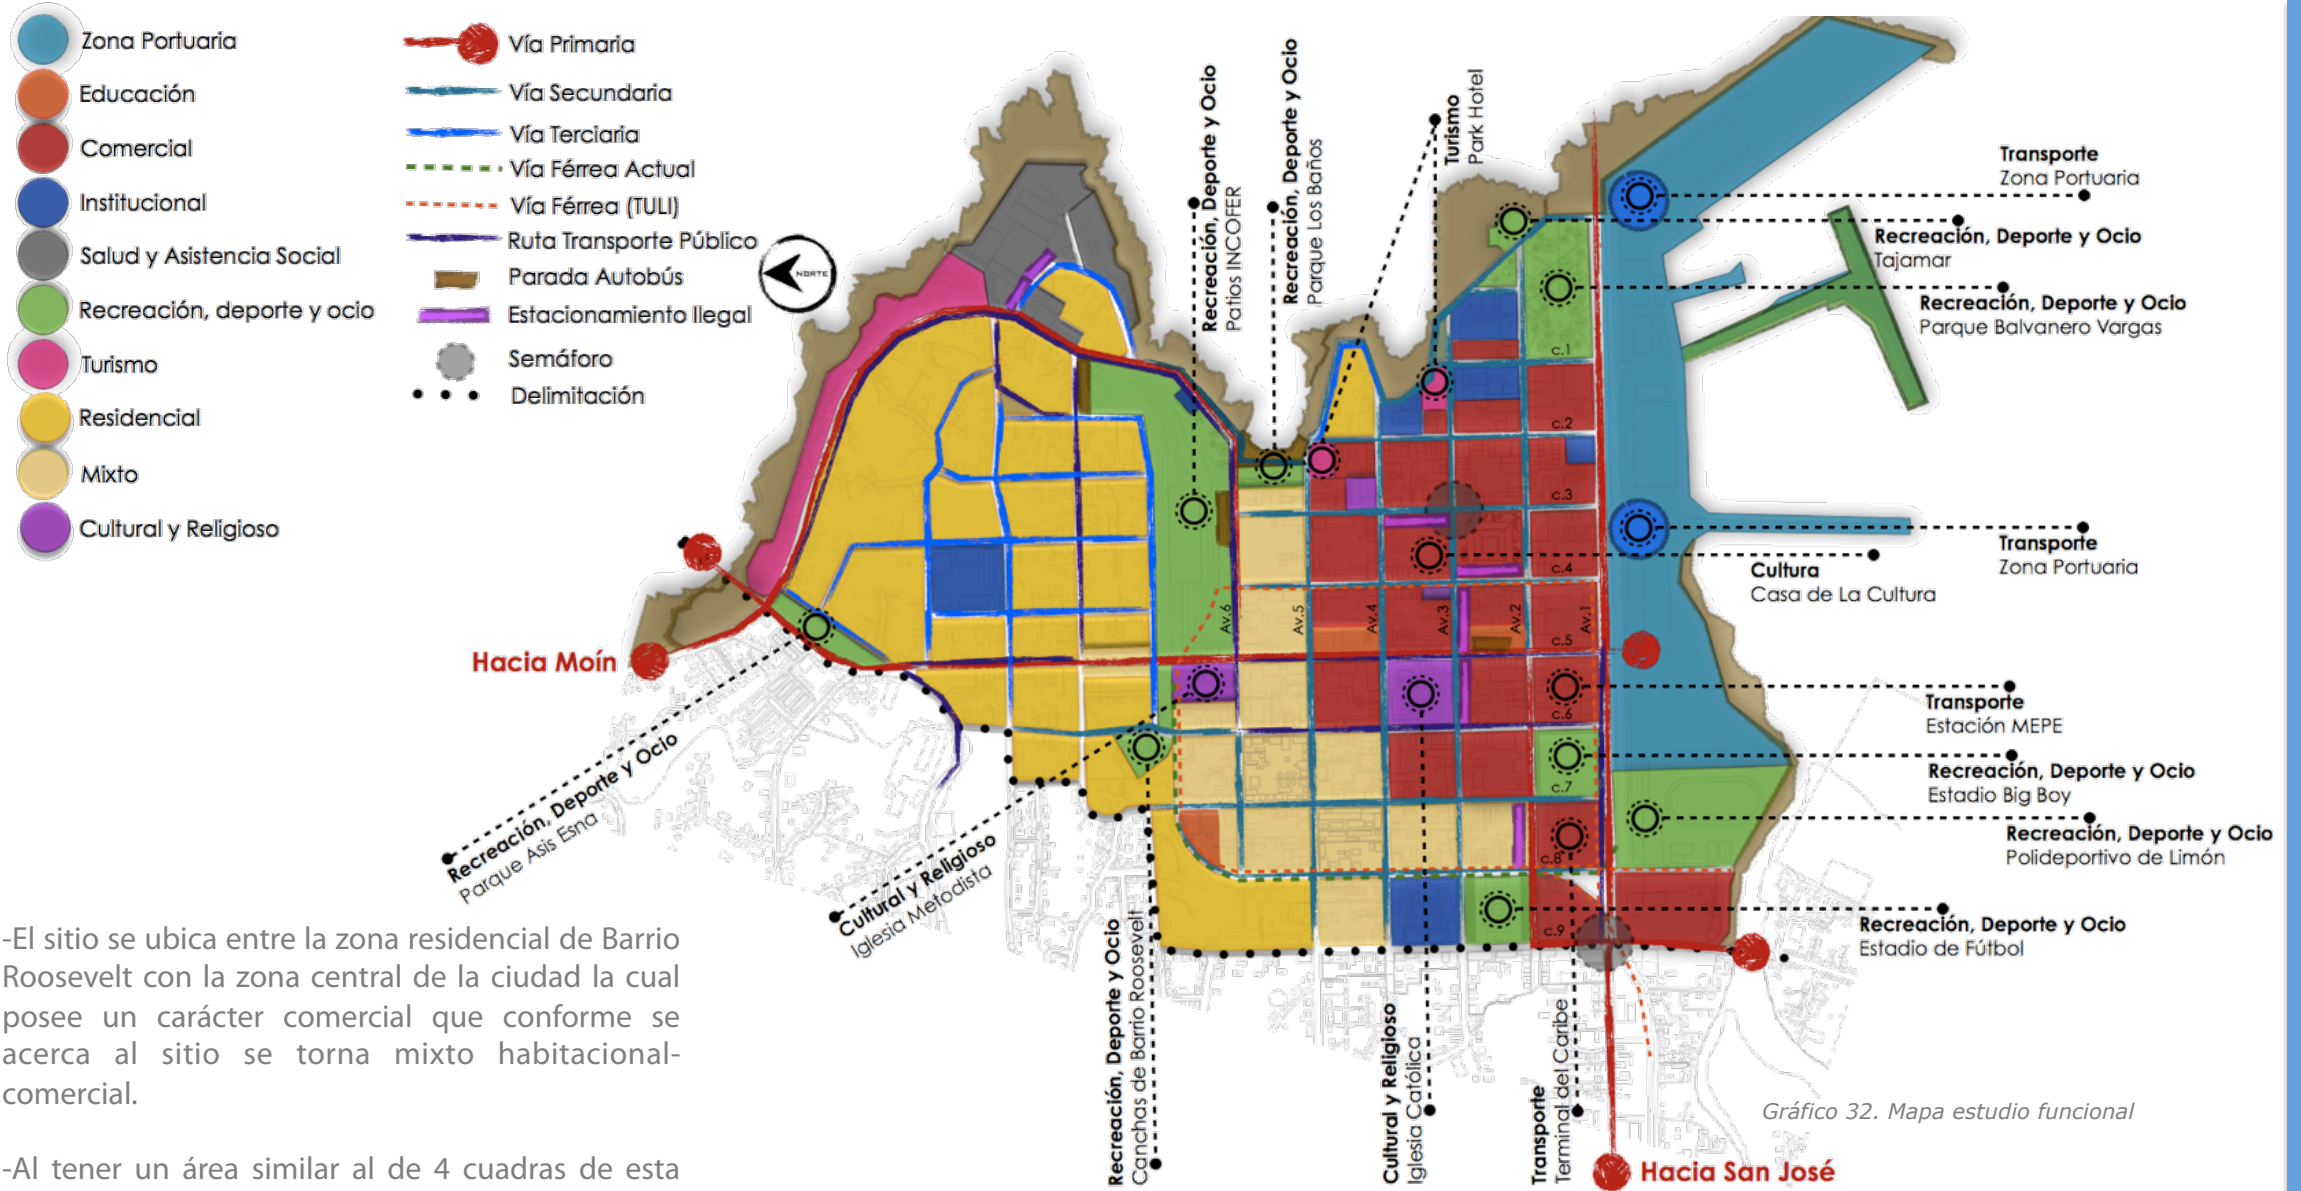 Zona Portuaria
Educación
Comercial
Institucional
Salud y Asistencia Social
Recreación, deporte y ocio
Turismo
Residencial
Mixto
Cultural y Religioso
Vía Primaria
Vía Secundaria
Vía Terciaria
Vía Férrea Actual
Vía Férrea (TULI)
Ruta Transporte Público
Parada Autobús
Estacionamiento Ilegal
Semáforo
Delimitación
NORTE
Recreación, Deporte y Ocio
Patios INCOFER
Recreación, Deporte y Ocio
Parque Los Baños
Turismo
Park Hotel
Transporte
Zona Portuaria
Recreación, Deporte y Ocio
Tajamar
Recreación, Deporte y Ocio
Parque Balvanero Vargas
Transporte
Zona Portuaria
Cultura
Casa de La Cultura
Transporte
Estación MEPE
Recreación, Deporte y Ocio
Estadio Big Boy
Recreación, Deporte y Ocio
Polideportivo de Limón
Recreación, Deporte y Ocio
Estadio de Fútbol
c.1
c.2
c.3
c.4
c.5
c.6
c.7
c.8
c.9
Av.6
Av.5
Av.4
Av.3
Av.2
Av.1
Hacia Moín
Recreación, Deporte y Ocio
Parque Asis Esna
Cultural y Religioso
Iglesia Metodista
Recreación, Deporte y Ocio
Canchas de Barrio Roosevelt
Cultural y Religioso
Iglesia Católica
Transporte
Terminal del Caribe
Hacia San José
Gráfico 32. Mapa estudio funcional
-El sitio se ubica entre la zona residencial de Barrio
Roosevelt con la zona central de la ciudad la cual
posee un carácter comercial que conforme se
acerca al sitio se torna mixto habitacional-
comercial.
-Al tener un área similar al de 4 cuadras de esta